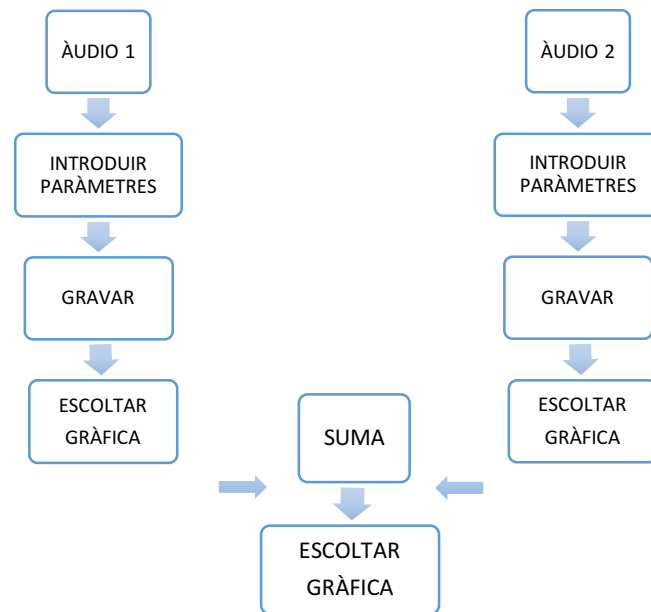 ÀUDIO 1
INTRODUIR
PARÀMETRES
GRAVAR
ESCOLTAR
GRÀFICA
ÀUDIO 2
INTRODUIR
PARÀMETRES
GRAVAR
ESCOLTAR
GRÀFICA
SUMA
ESCOLTAR
GRÀFICA